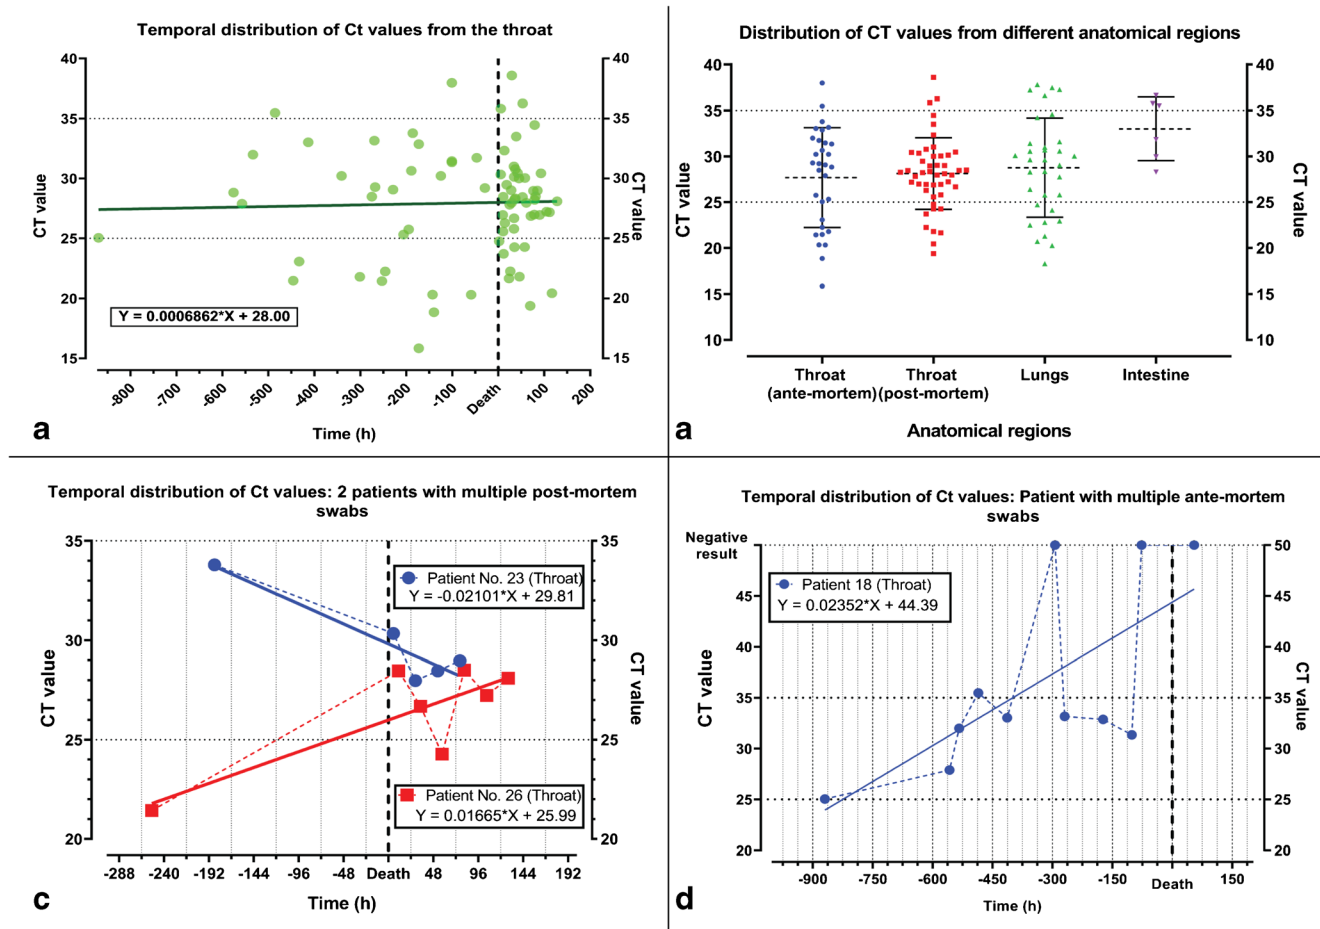 Temporal distribution of Ct values from the throat
40
35
30
25
20
15
CT value
40
35
30
25
20
15
CT value
Y = 0.0006862*X + 28.00
-800 -700 -600 -500 -400 -300 -200 -100 Death 100 200
Time (h)
a
Distribution of CT values from different anatomical regions
40
35
30
25
20
15
10
CT value
40
35
30
25
20
15
10
CT value
Throat Throat Lungs Intestine
(ante-mortem) (post-mortem)
Anatomical regions
a
Temporal distribution of Ct values: 2 patients with multiple post-mortem
swabs
35
30
25
20
CT value
35
30
25
20
CT value
Patient No. 23 (Throat)
Y = -0.02101*X + 29.81
Patient No. 26 (Throat)
Y = 0.01665*X + 25.99
-288 -240 -192 -144 -96 -48 Death 48 96 144 192
Time (h)
c
Temporal distribution of Ct values: Patient with multiple ante-mortem
swabs
Negative
result
45
40
35
30
25
20
CT value
50
45
40
35
30
25
20
CT value
Patient 18 (Throat)
Y = 0.02352*X + 44.39
-900 -750 -600 -450 -300 -150 Death 150
Time (h)
d